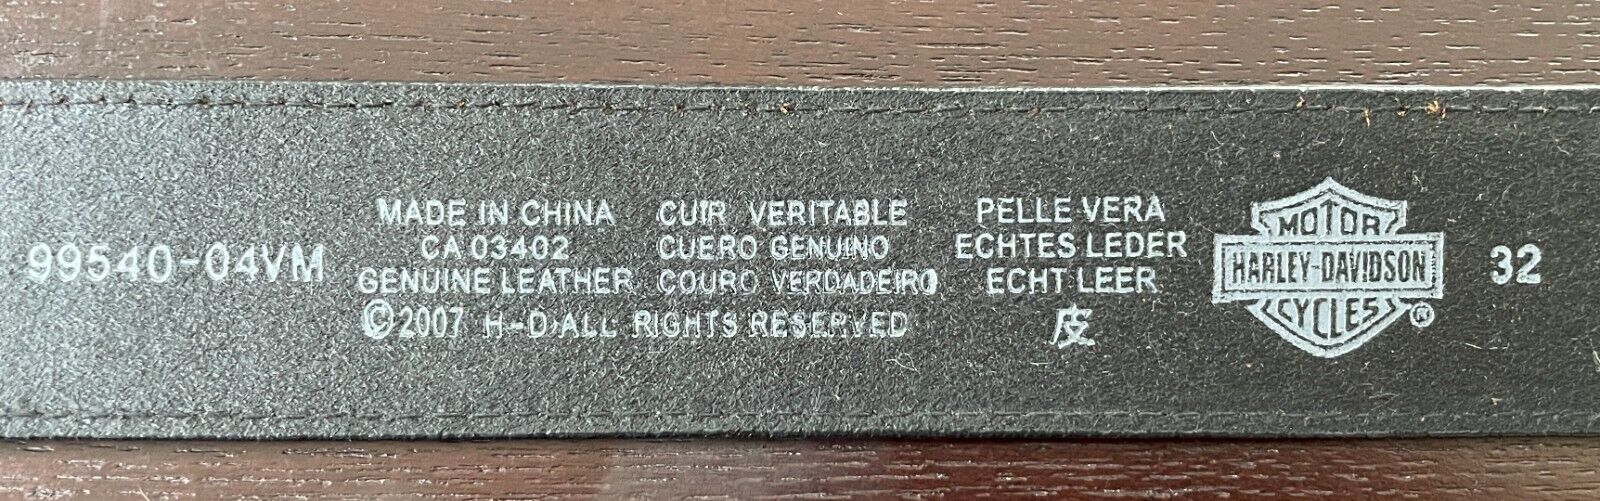 99540-04VM
MADE IN CHINA
CA 03402
GENUINE LEATHER
CUIR VERITABLE
CUERO GENUINO
COURO VERDADEIRO
PELLE VERA
ECHTES LEDER
ECHT LEER
皮
©2007 H-D, ALL RIGHTS RESERVED
MOTOR
HARLEY-DAVIDSON
CYCLES ®
32